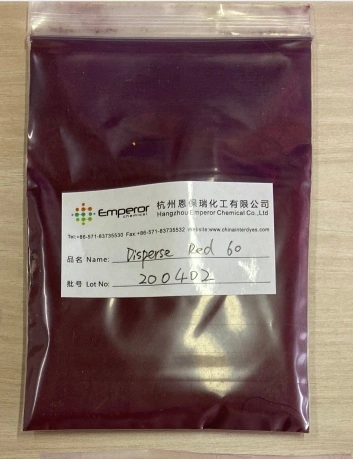 Emperor
Chemical
杭州恩保瑞化工有限公司
Hangzhou Emperor Chemical Co.,Ltd
Tel:+86-571-83735530 Fax:+86-571-83735532 Website:www.chinainterdyes.com
品名 Name: Disperse Red 60
批号 Lot No: 200402